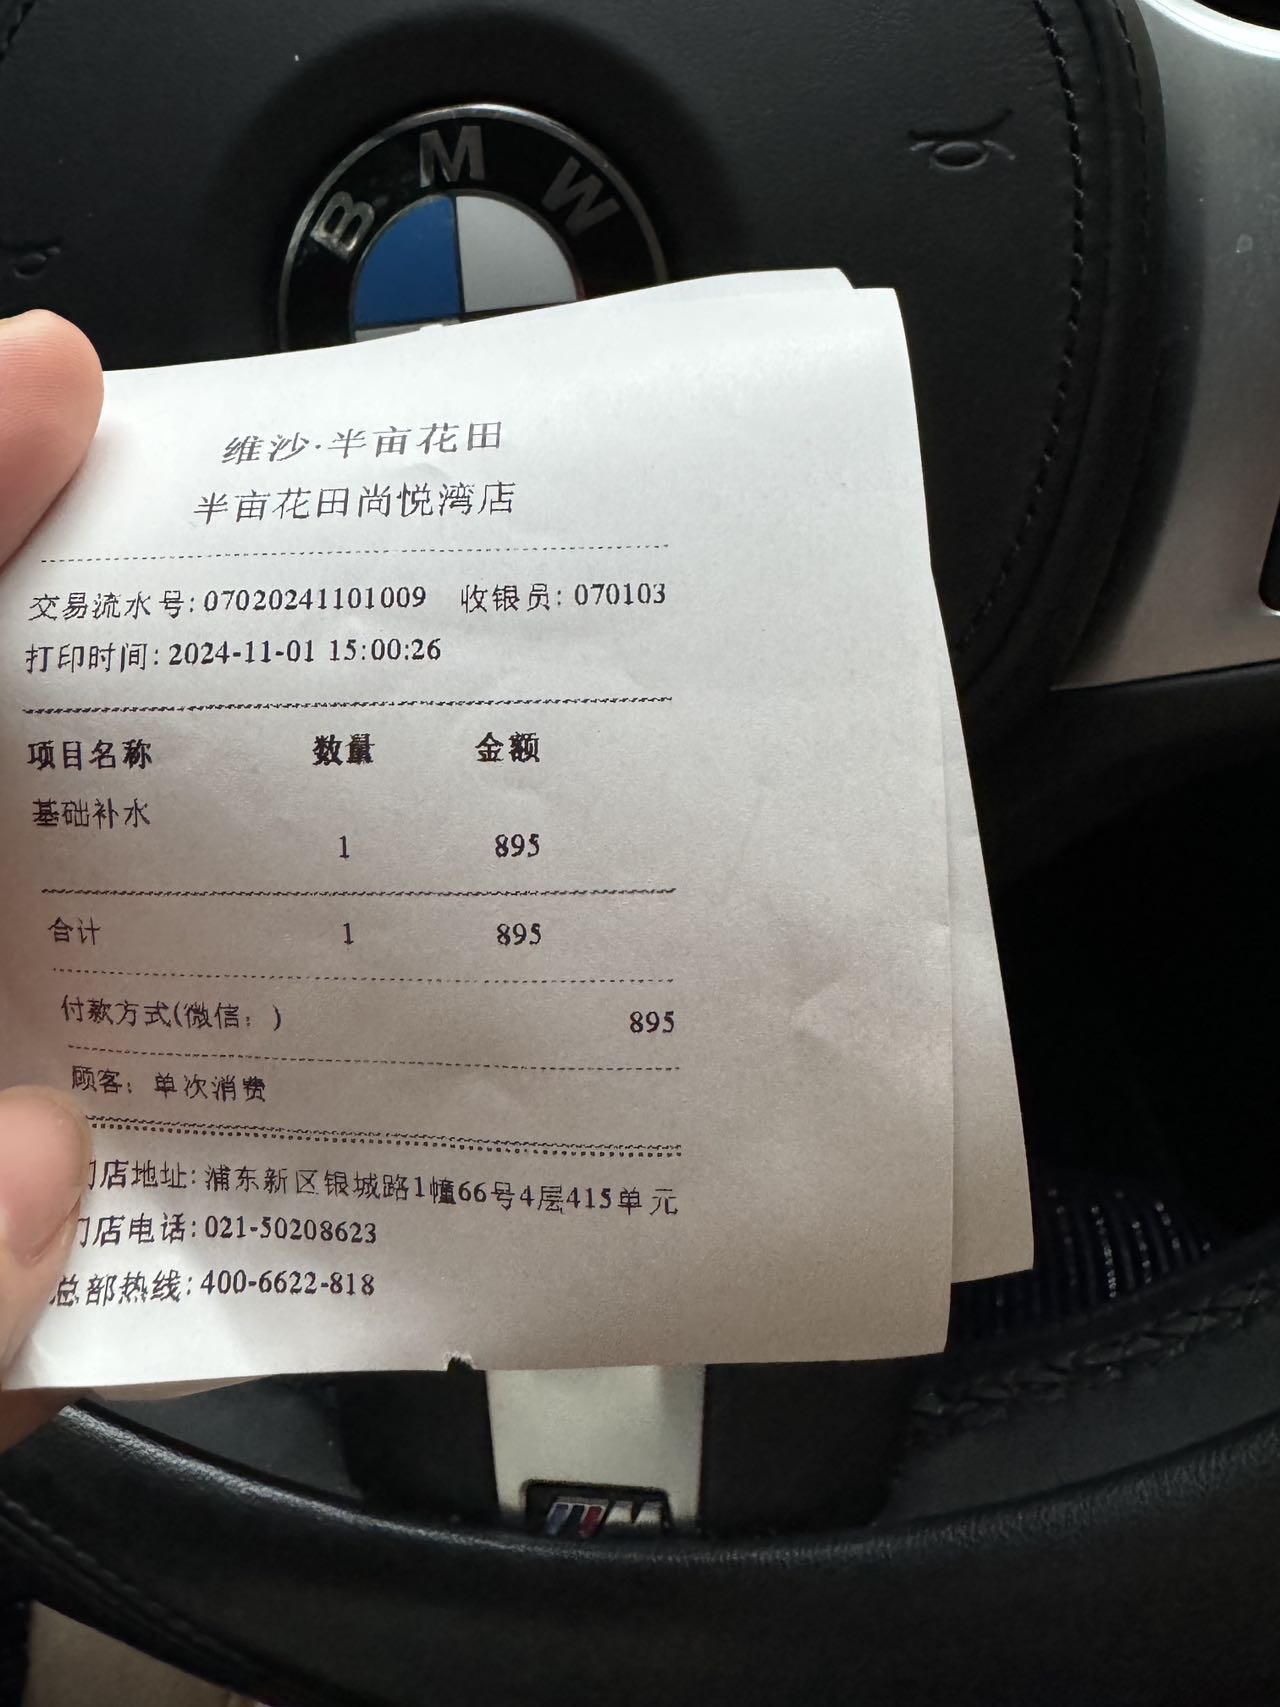 BMW
维沙·半亩花田
半亩花田尚悦湾店
交易流水号: 07020241101009 收银员: 070103
打印时间: 2024-11-01 15:00:26
项目名称 数量 金额
基础补水
1 895
合计 1 895
付款方式(微信: ) 895
顾客: 单次消费
门店地址: 浦东新区银城路1幢66号4层415单元
门店电话: 021-50208623
总部热线: 400-6622-818
M